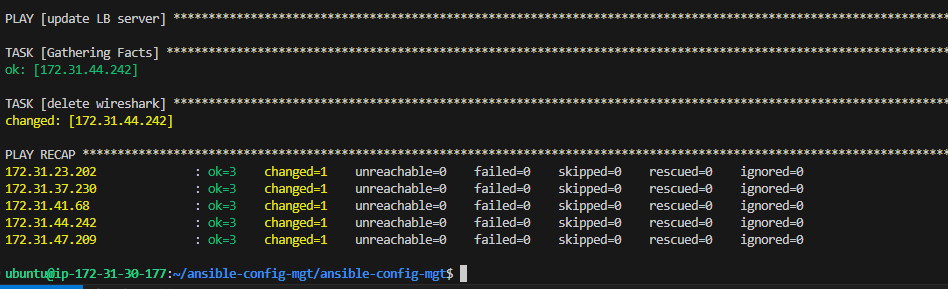 PLAY [update LB server] **************************************************************************************************************
TASK [Gathering Facts] ***************************************************************************************************************
ok: [172.31.44.242]
TASK [delete wireshark] **************************************************************************************************************
changed: [172.31.44.242]
PLAY RECAP ***************************************************************************************************************************
172.31.23.202 : ok=3 changed=1 unreachable=0 failed=0 skipped=0 rescued=0 ignored=0
172.31.37.230 : ok=3 changed=1 unreachable=0 failed=0 skipped=0 rescued=0 ignored=0
172.31.41.68 : ok=3 changed=1 unreachable=0 failed=0 skipped=0 rescued=0 ignored=0
172.31.44.242 : ok=3 changed=1 unreachable=0 failed=0 skipped=0 rescued=0 ignored=0
172.31.47.209 : ok=3 changed=1 unreachable=0 failed=0 skipped=0 rescued=0 ignored=0
ubuntu@ip-172-31-30-177:~/ansible-config-mgt/ansible-config-mgt$